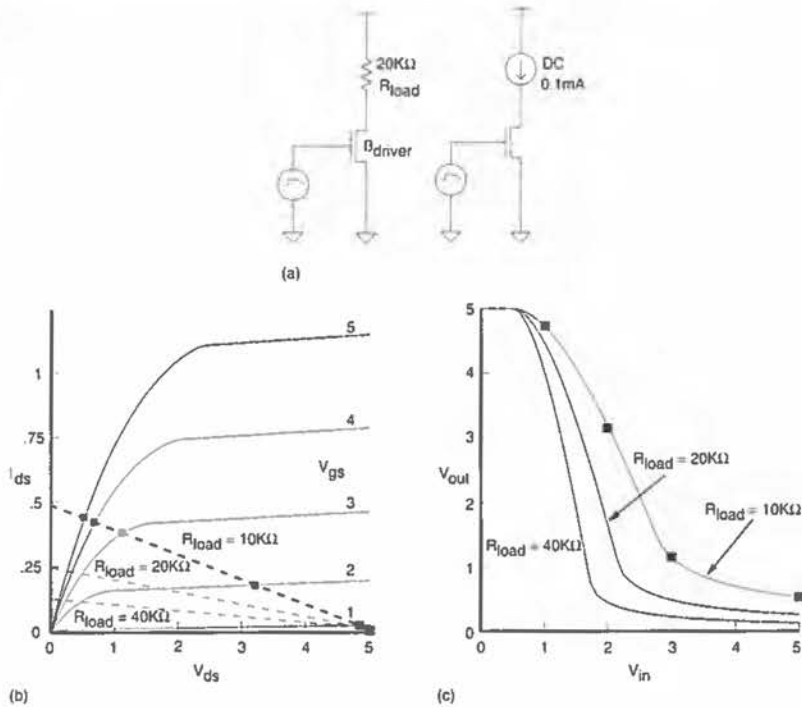 20KΩ
Rload
DC
0.1mA
ßdriver
(a)
5
1
4
.75
Ids
Vgs
.5
3
Rload = 10KΩ
.25
Rload = 20KΩ
2
Rload = 40KΩ
1
0
0 1 2 3 4 5
Vds
(b)
5
4
3
Vout
Rload = 20KΩ
2
Rload = 10KΩ
Rload = 40KΩ
1
0
0 1 2 3 4 5
Vin
(c)